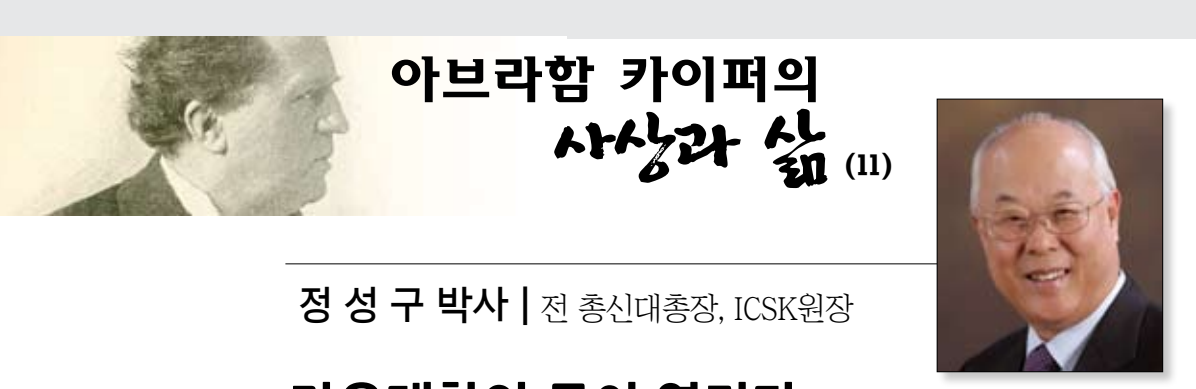 아브라함 카이퍼의
사상과 삶 (11)
정 성 구 박사 | 전 총신대총장, ICSK원장